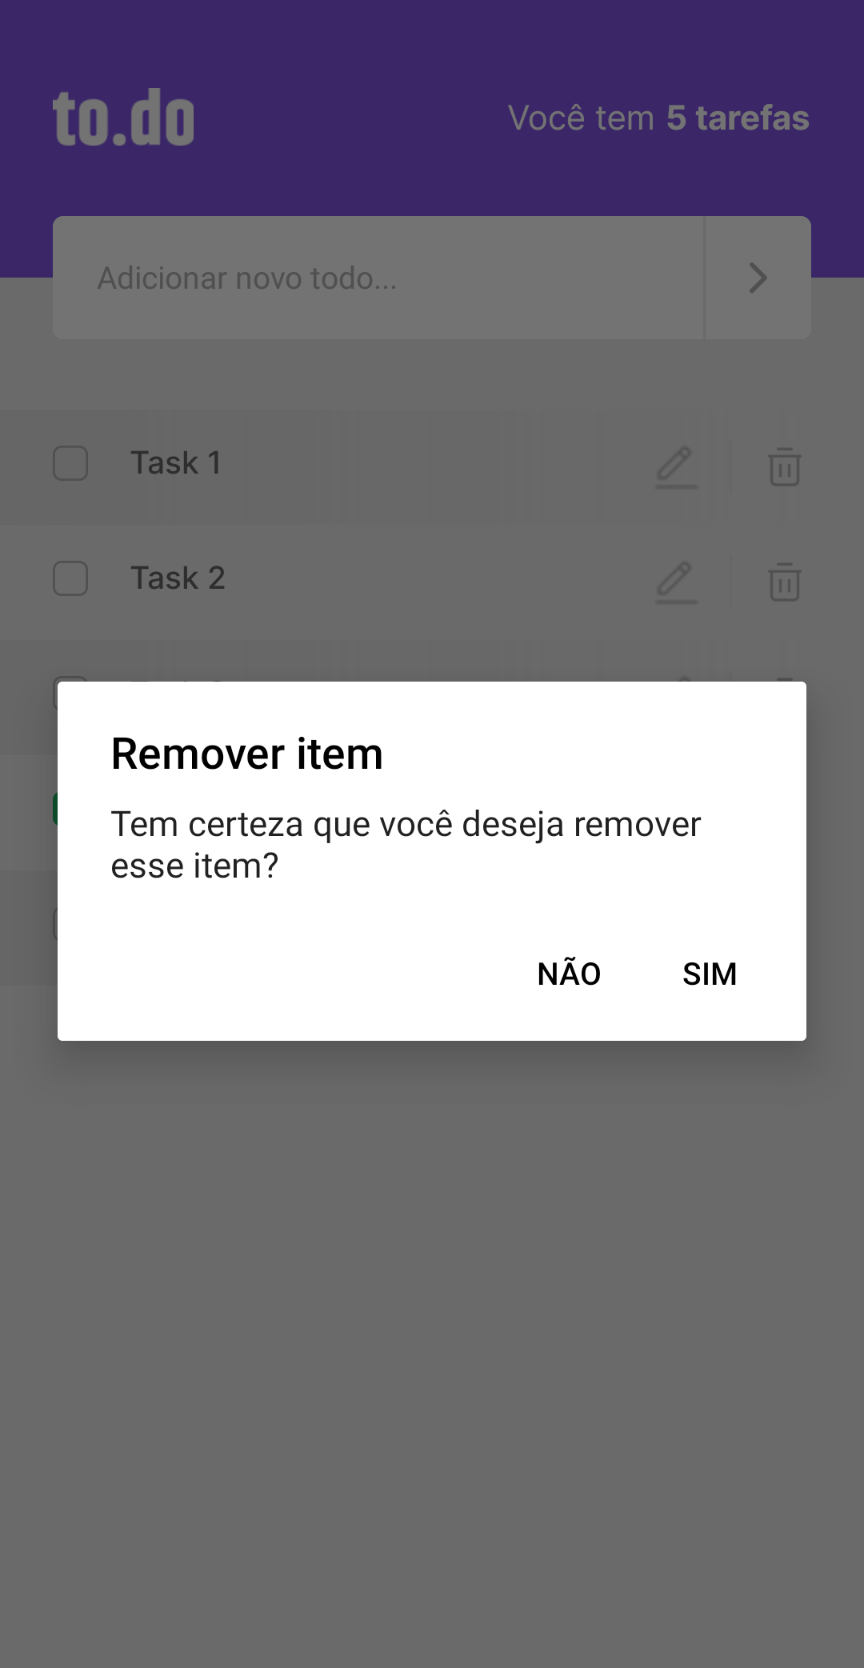 to.do
Você tem 5 tarefas
Adicionar novo todo...
Task 1
Task 2
Remover item
Tem certeza que você deseja remover
esse item?
NÃO SIM